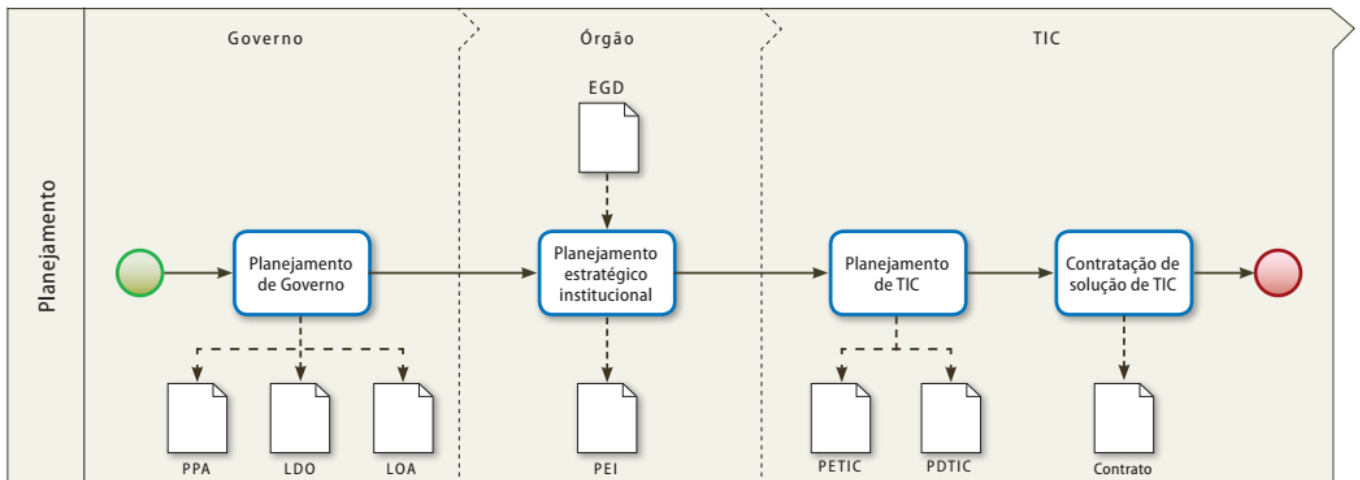 Governo
Órgão
TIC
EGD
Planejamento
Planejamento
de Governo
Planejamento
estratégico
institucional
Planejamento
de TIC
Contratação de
solução de TIC
PPA
LDO
LOA
PEI
PETIC
PDTIC
Contrato